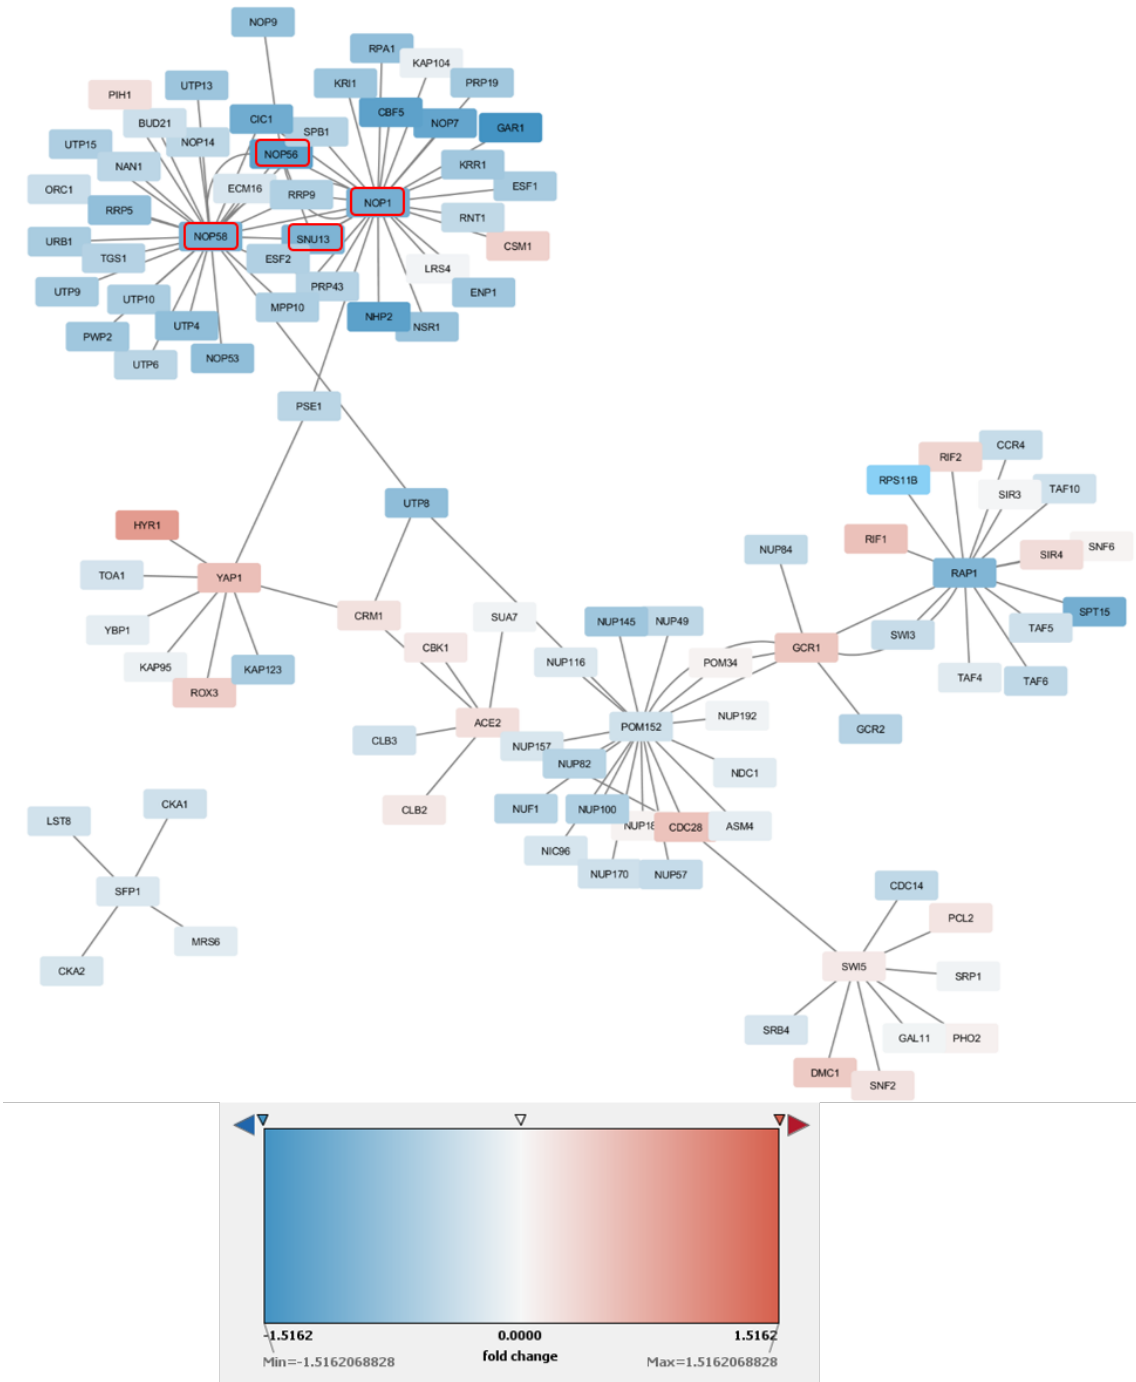 NOP9
RPA1
KAP104
KRI1
PRP19
UTP13
PIH1
CBF5
NOP7
GAR1
BUD21
CIC1
SPB1
NOP14
UTP15
NOP56
NAN1
KRR1
ESF1
ORC1
ECM16
RRP9
NOP1
RRP5
RNT1
NOP58
SNU13
CSM1
URB1
TGS1
ESF2
LRS4
UTP9
UTP10
PRP43
ENP1
MPP10
NHP2
NSR1
UTP4
PWP2
UTP6
NOP53
PSE1
UTP8
HYR1
TOA1
YAP1
YBP1
KAP95
ROX3
KAP123
CRM1
CBK1
SUA7
NUP116
NUP145
NUP49
POM34
NUP84
GCR1
GCR2
CCR4
RIF2
RPS11B
SIR3
TAF10
RIF1
SIR4
SNF6
RAP1
SPT15
TAF5
SWI3
TAF4
TAF6
ACE2
CLB3
CLB2
NUP157
POM152
NUP192
NUP82
NDC1
NUF1
NUP100
NUP18
CDC28
ASM4
NIC96
NUP170
NUP57
LST8
CKA1
SFP1
MRS6
CKA2
CDC14
PCL2
SWI5
SRP1
SRB4
GAL11
PHO2
DMC1
SNF2
-1.5162
0.0000
1.5162
Min=-1.5162068828
fold change
Max=1.5162068828